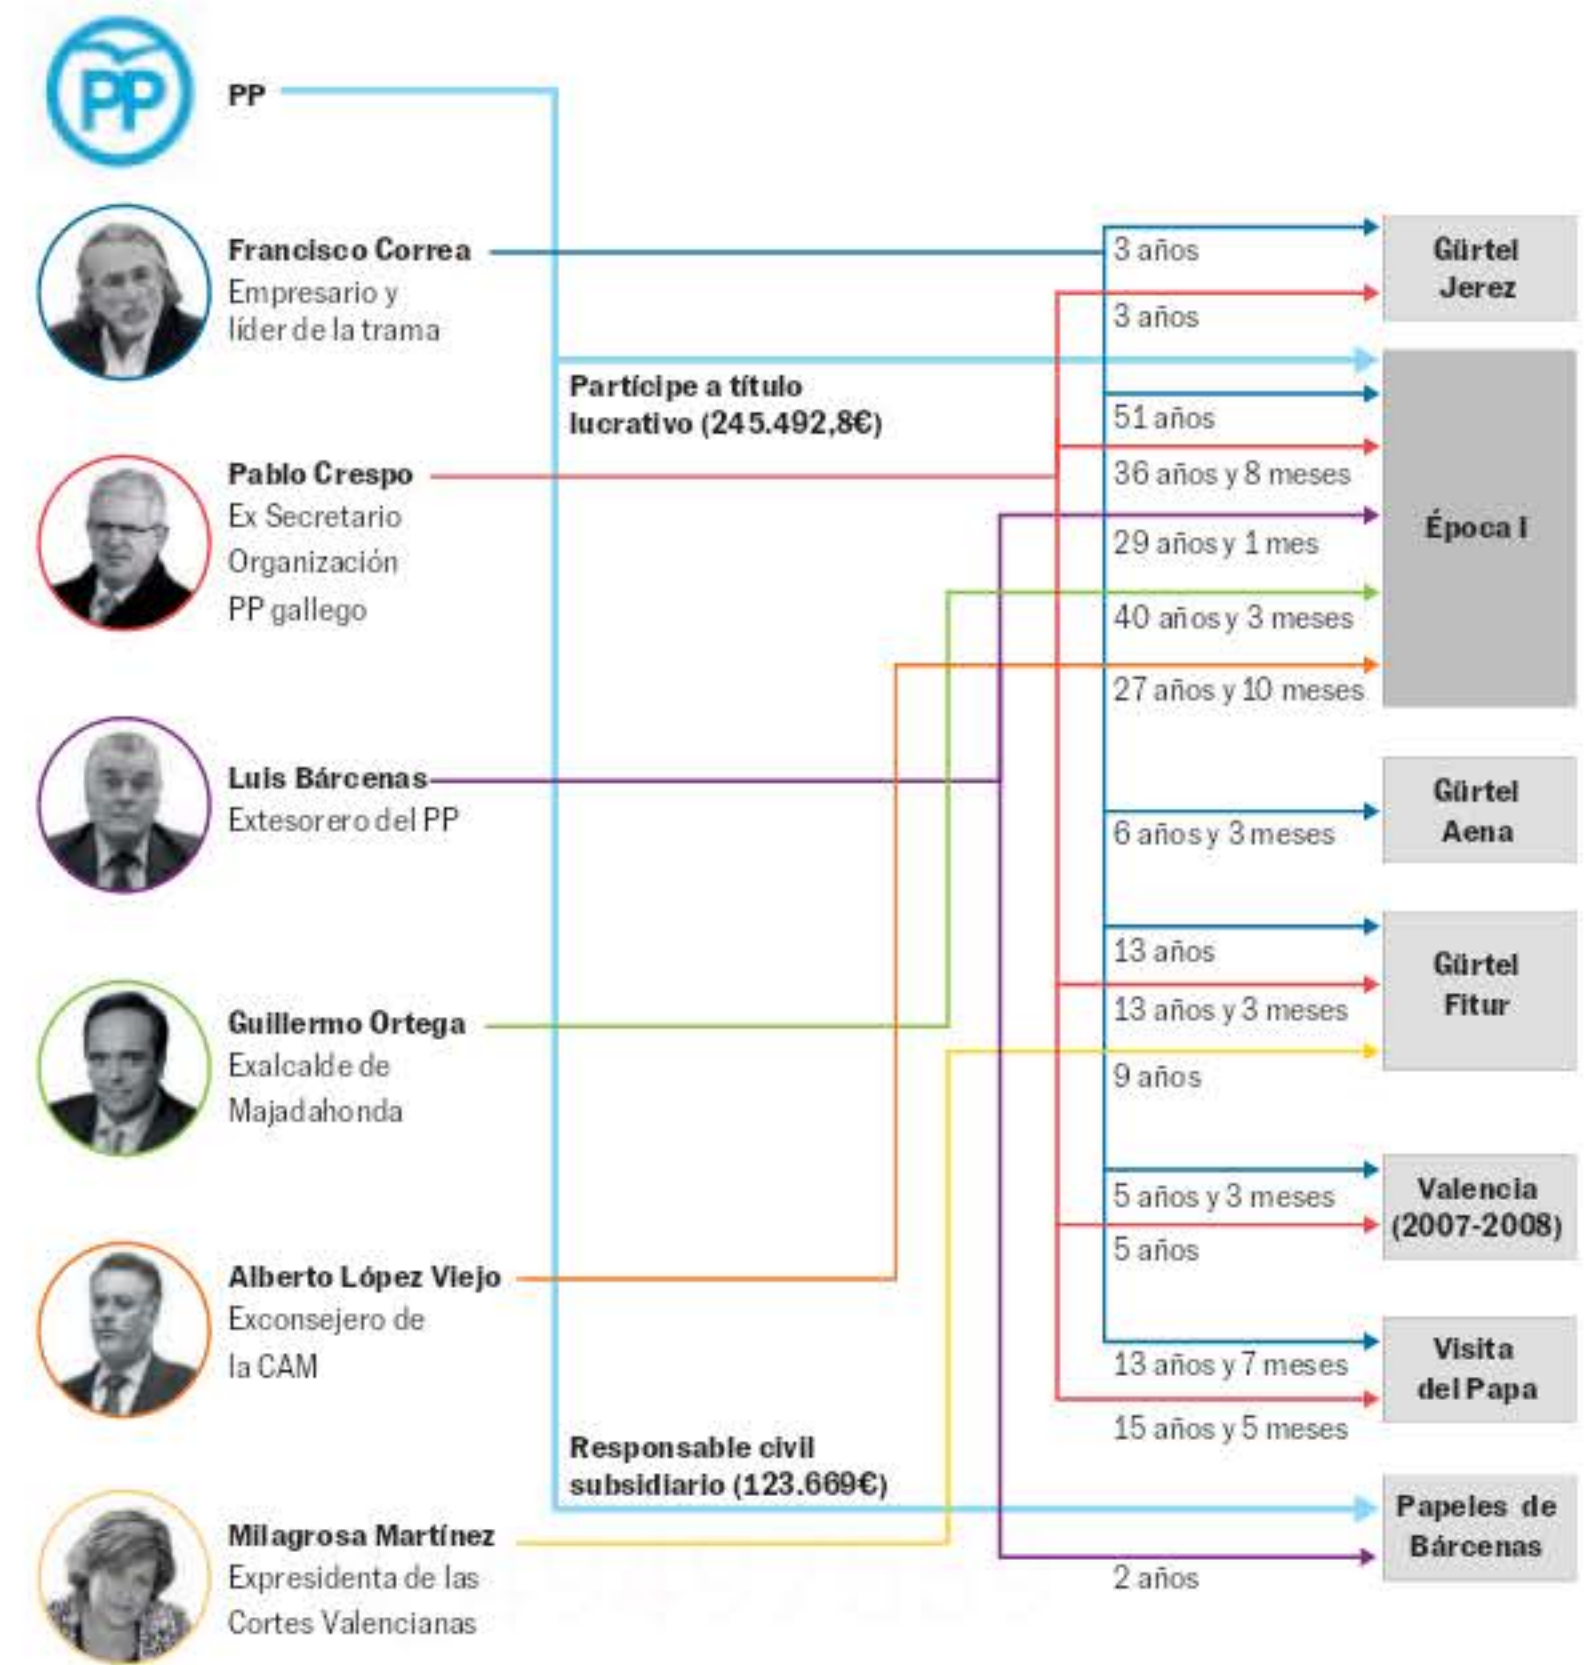 PP
PP
Francisco Correa
Empresario y
líder de la trama
Pablo Crespo
Ex Secretario
Organización
PP gallego
Luis Bárcenas
Extesorero del PP
Guillermo Ortega
Exalcalde de
Majadahonda
Alberto López Viejo
Exconsejero de
la CAM
Milagrosa Martínez
Expresidenta de las
Cortes Valencianas
Partícipe a título
lucrativo (245.492,8€)
Responsable civil
subsidiario (123.669€)
3 años
3 años
51 años
36 años y 8 meses
29 años y 1 mes
40 años y 3 meses
27 años y 10 meses
6 años y 3 meses
13 años
13 años y 3 meses
9 años
5 años y 3 meses
5 años
13 años y 7 meses
15 años y 5 meses
2 años
Gürtel
Jerez
Época I
Gürtel
Aena
Gürtel
Fitur
Valencia
(2007-2008)
Visita
del Papa
Papeles de
Bárcenas